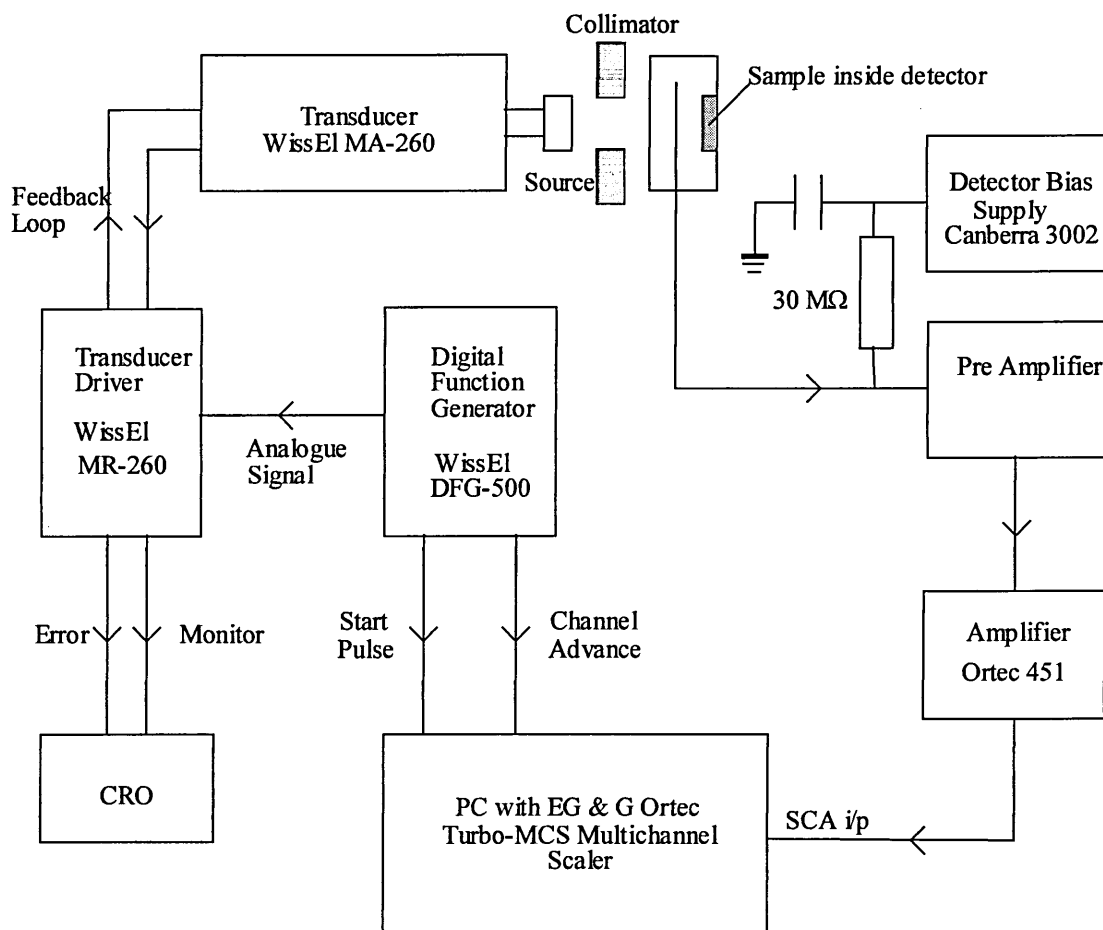 Collimator
Sample inside detector
Transducer
WissEl MA-260
Source
Detector Bias
Supply
Canberra 3002
Feedback
Loop
30 MΩ
Transducer
Driver
WissEl
MR-260
Digital
Function
Generator
WissEl
DFG-500
Analogue
Signal
Pre Amplifier
Error
Monitor
Start
Pulse
Channel
Advance
Amplifier
Ortec 451
CRO
PC with EG & G Ortec
Turbo-MCS Multichannel
Scaler
SCA i/p